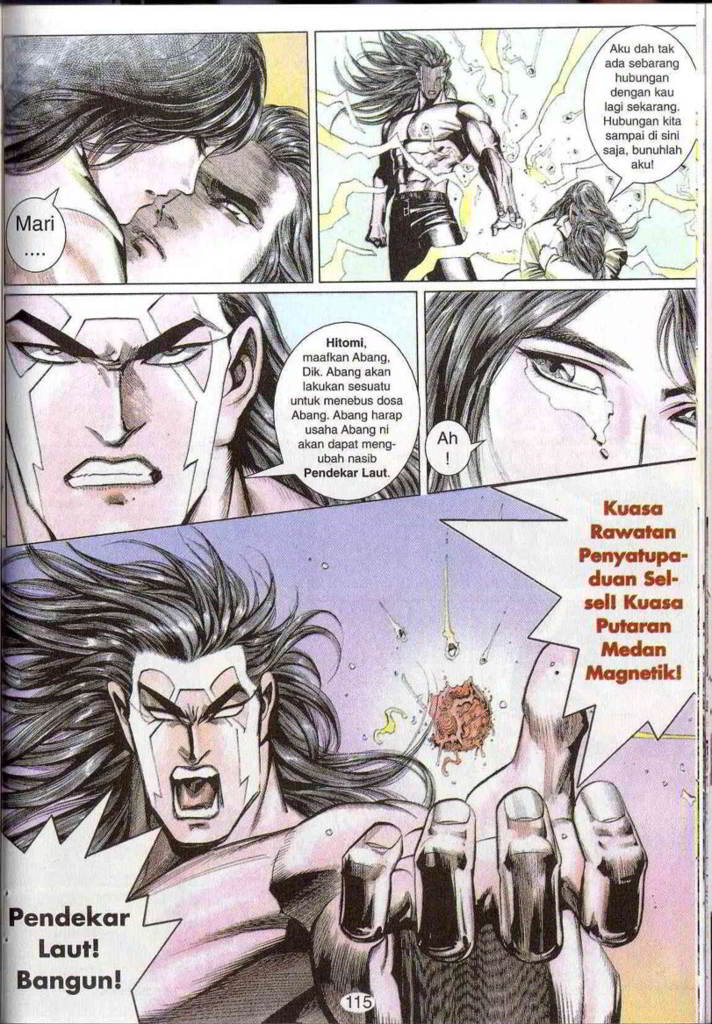 Mari
....
Aku dah tak
ada sebarang
hubungan
dengan kau
lagi sekarang.
Hubungan kita
sampai di sini
saja, bunuhlah
aku!
Hitomi,
maafkan Abang,
Dik. Abang akan
lakukan sesuatu
untuk menebus dosa
Abang. Abang harap
usaha Abang ni
akan dapat meng-
ubah nasib
Pendekar Laut.
Ah
!
Kuasa
Rawatan
Penyatupa-
duan Sel-
sel! Kuasa
Putaran
Medan
Magnetik!
Pendekar
Laut!
Bangun!
115